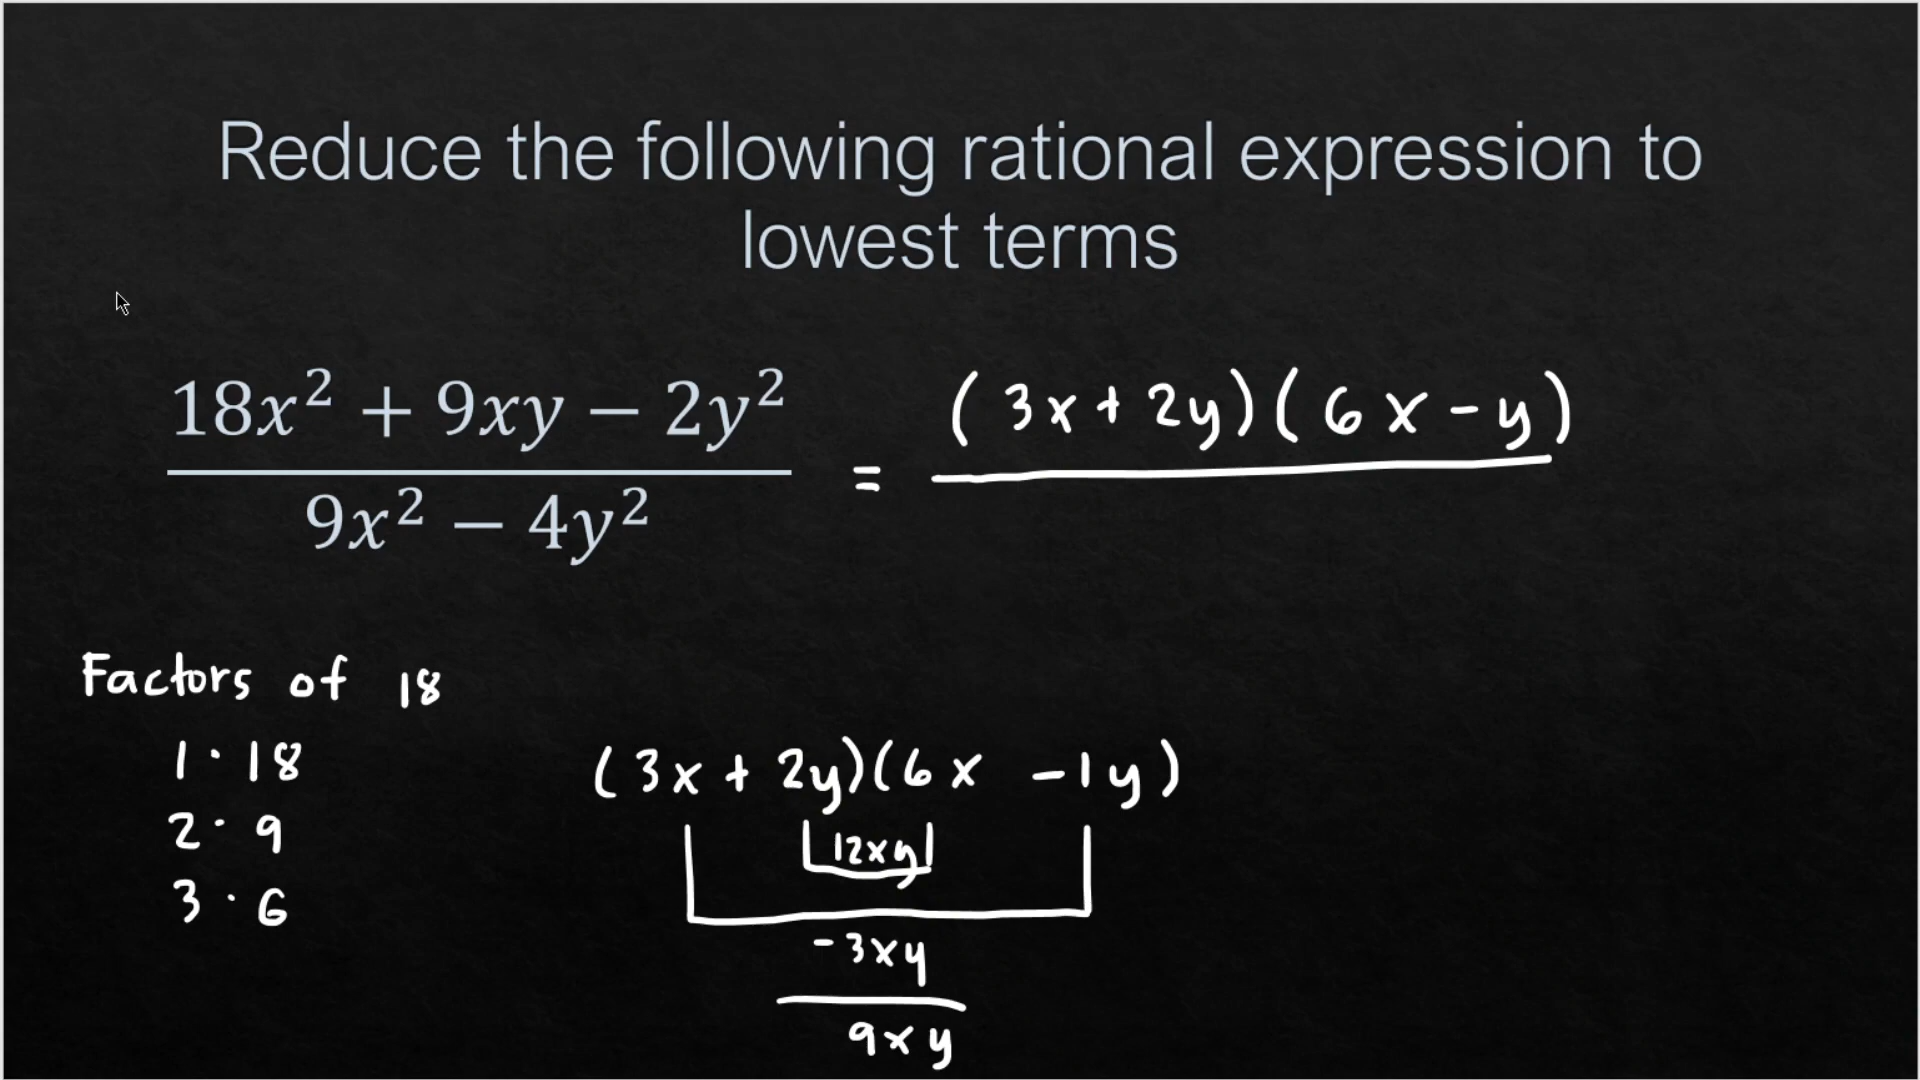 Reduce the following rational expression to
lowest terms
18x² + 9xy − 2y²
9x² − 4y²
=
(3x + 2y)(6x − y)
Factors of 18
1 · 18
2 · 9
3 · 6
(3x + 2y)(6x − 1y)
12xy
-3xy
9xy